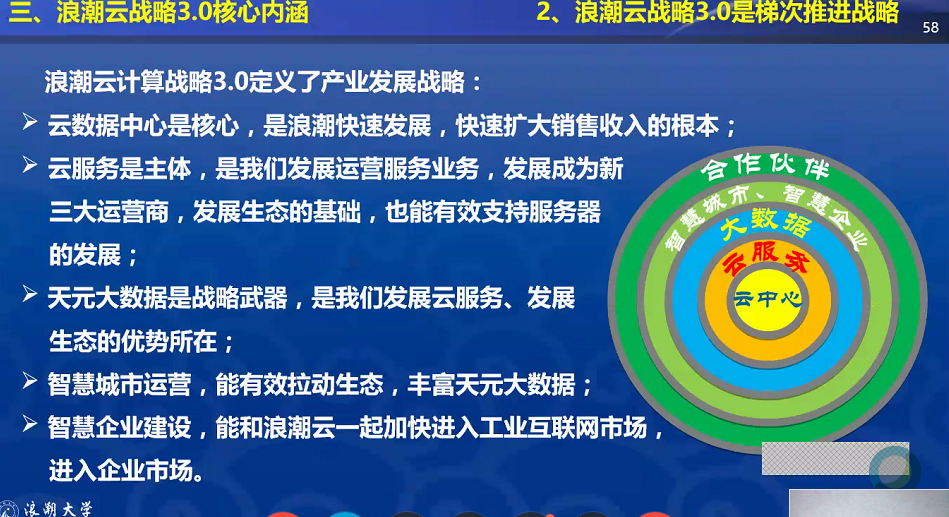 三、浪潮云战略3.0核心内涵
2、浪潮云战略3.0是梯次推进战略
58
浪潮云计算战略3.0定义了产业发展战略：
云数据中心是核心，是浪潮快速发展，快速扩大销售收入的根本；
云服务是主体，是我们发展运营服务业务，发展成为新
三大运营商，发展生态的基础，也能有效支持服务器
的发展；
天元大数据是战略武器，是我们发展云服务、发展
生态的优势所在；
智慧城市运营，能有效拉动生态，丰富天元大数据；
智慧企业建设，能和浪潮云一起加快进入工业互联网市场，
进入企业市场。
合作伙伴
智慧城市、智慧企业
大数据
云服务
云中心
浪潮大学